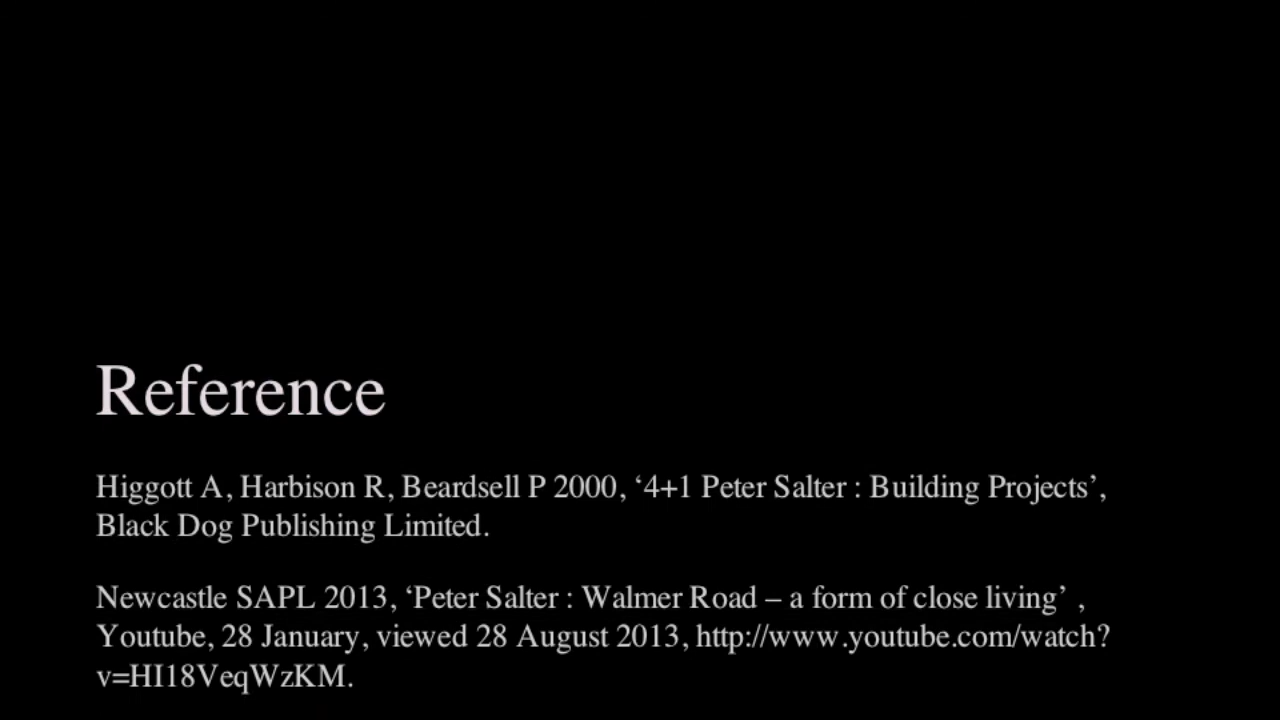 Reference
Higgott A, Harbison R, Beardsell P 2000, ‘4+1 Peter Salter : Building Projects’,
Black Dog Publishing Limited.
Newcastle SAPL 2013, ‘Peter Salter : Walmer Road – a form of close living’ ,
Youtube, 28 January, viewed 28 August 2013, http://www.youtube.com/watch?
v=HI18VeqWzKM.